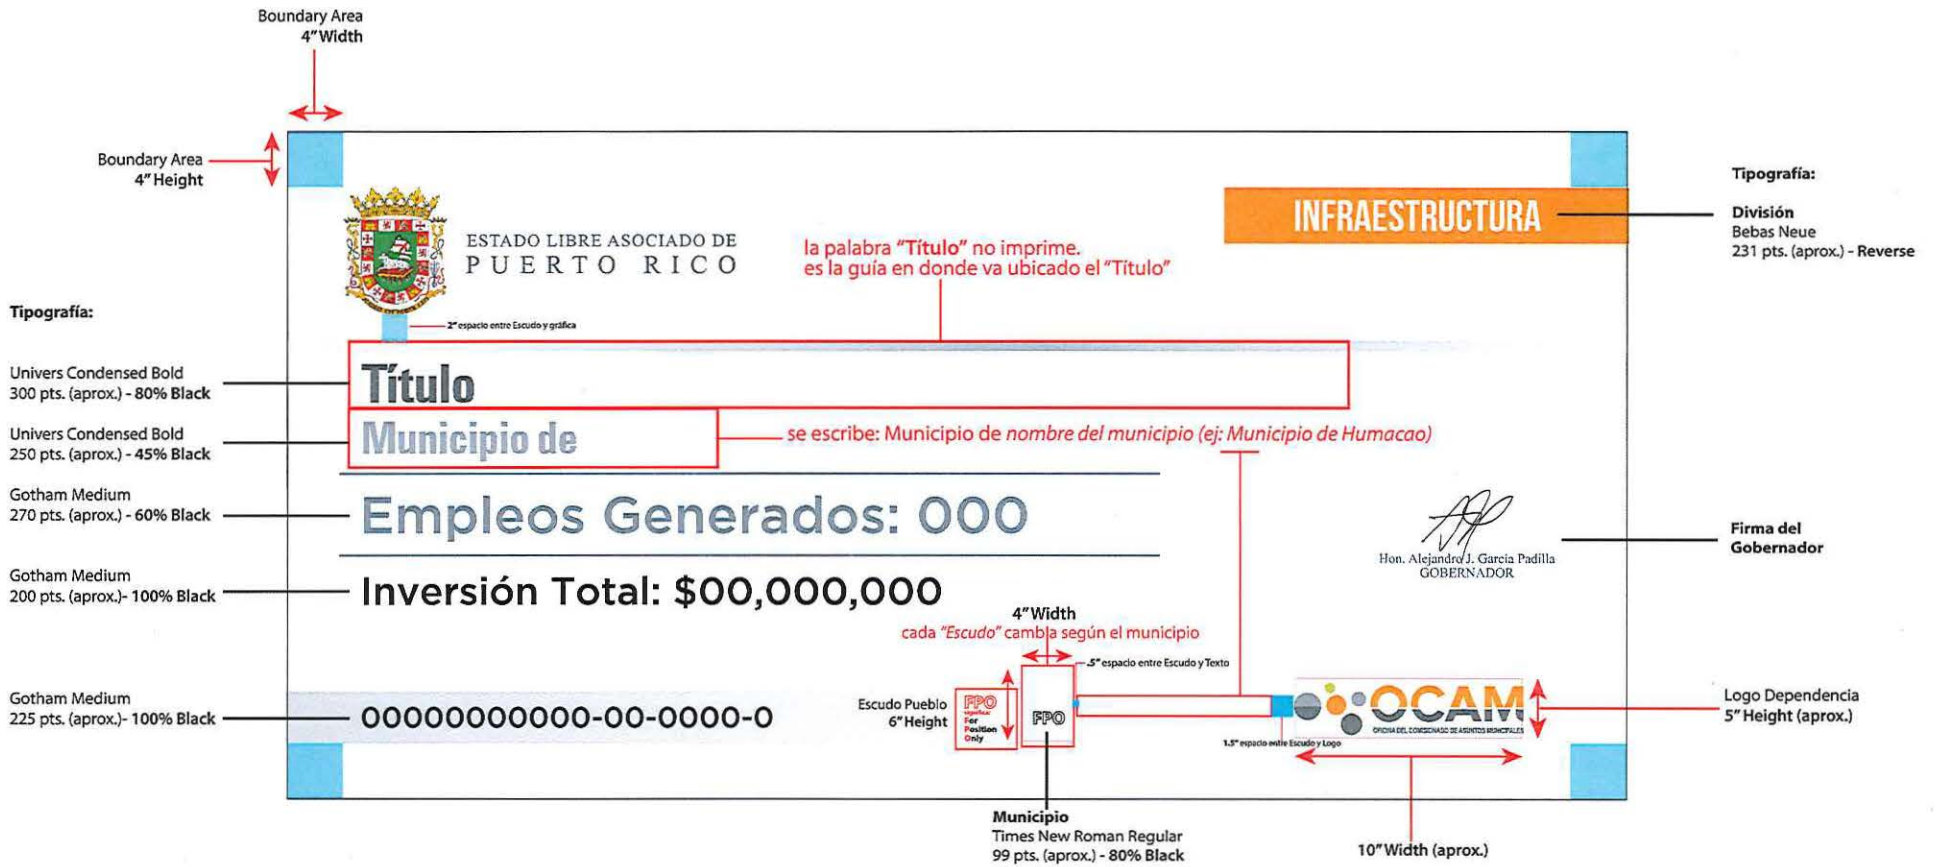 Boundary Area
4" Width
Boundary Area
4" Height
ESTADO LIBRE ASOCIADO DE
PUERTO RICO
la palabra "Título" no imprime.
es la guía en donde va ubicado el "Título"
INFRAESTRUCTURA
Tipografía:
División
Bebas Neue
231 pts. (aprox.) - Reverse
Tipografía:
2" espacio entre Escudo y gráfica
Univers Condensed Bold
300 pts. (aprox.) - 80% Black
Título
Univers Condensed Bold
250 pts. (aprox.) - 45% Black
Municipio de
se escribe: Municipio de nombre del municipio (ej: Municipio de Humacao)
Gotham Medium
270 pts. (aprox.) - 60% Black
Empleos Generados: 000
Hon. Alejandro J. Garcia Padilla
GOBERNADOR
Firma del
Gobernador
Gotham Medium
200 pts. (aprox.)- 100% Black
Inversión Total: $00,000,000
4" Width
cada "Escudo" cambia según el municipio
.5" espacio entre Escudo y Texto
Gotham Medium
225 pts. (aprox.)- 100% Black
00000000000-00-0000-0
Escudo Pueblo
6" Height
FPO
significa:
For
Position
Only
FPO
1.5" espacio entre Escudo y Logo
OCAM
OFICINA DEL COMISIONADO DE ASUNTOS MUNICIPALES
Logo Dependencia
5" Height (aprox.)
Municipio
Times New Roman Regular
99 pts. (aprox.) - 80% Black
10" Width (aprox.)